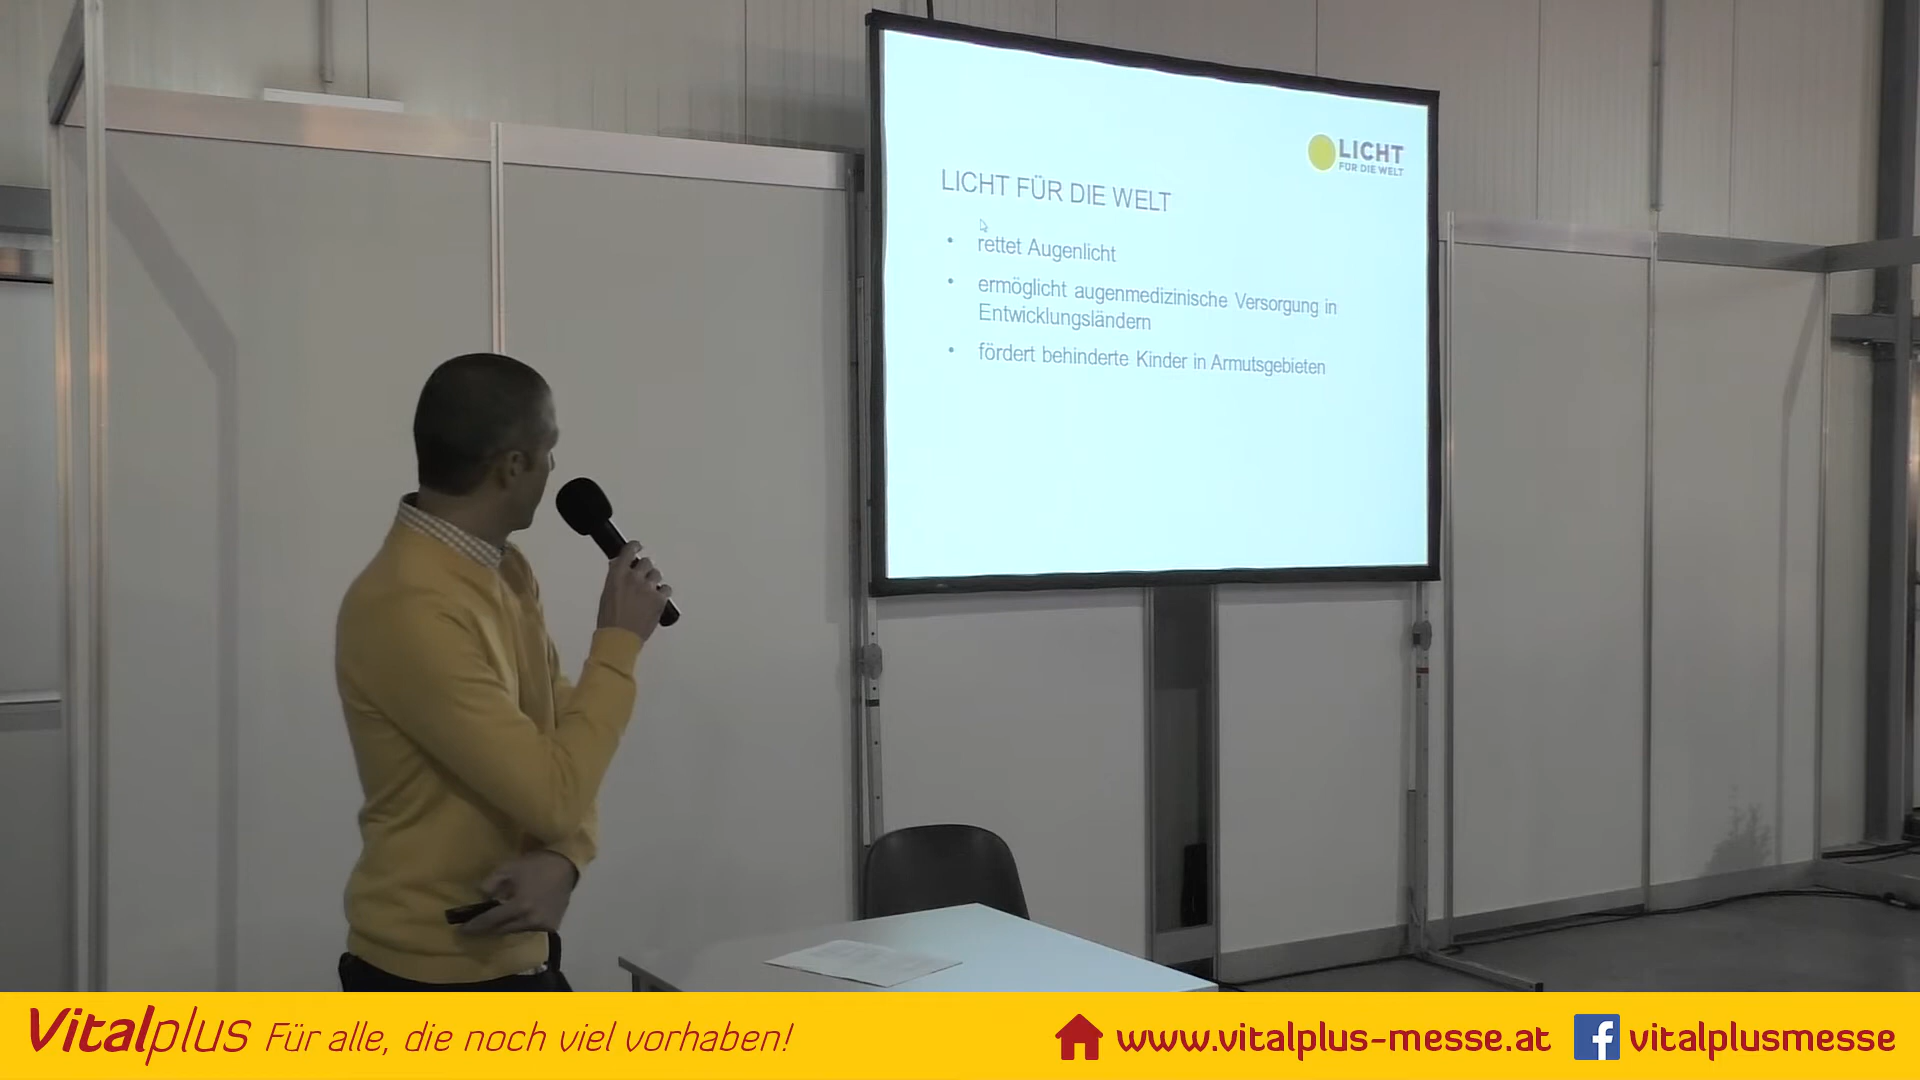 LICHT
FÜR DIE WELT
LICHT FÜR DIE WELT
• rettet Augenlicht
• ermöglicht augenmedizinische Versorgung in
Entwicklungsländern
• fördert behinderte Kinder in Armutsgebieten
Vitalplus Für alle, die noch viel vorhaben!
www.vitalplus-messe.at
f vitalplusmesse